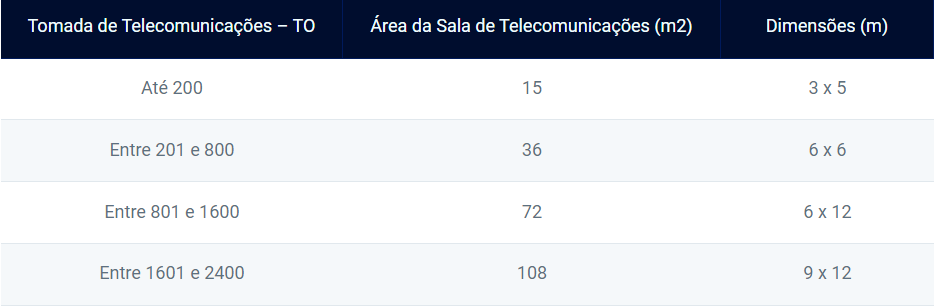 Tomada de Telecomunicações – TO Área da Sala de Telecomunicações (m2) Dimensões (m)
Até 200 15 3 x 5
Entre 201 e 800 36 6 x 6
Entre 801 e 1600 72 6 x 12
Entre 1601 e 2400 108 9 x 12